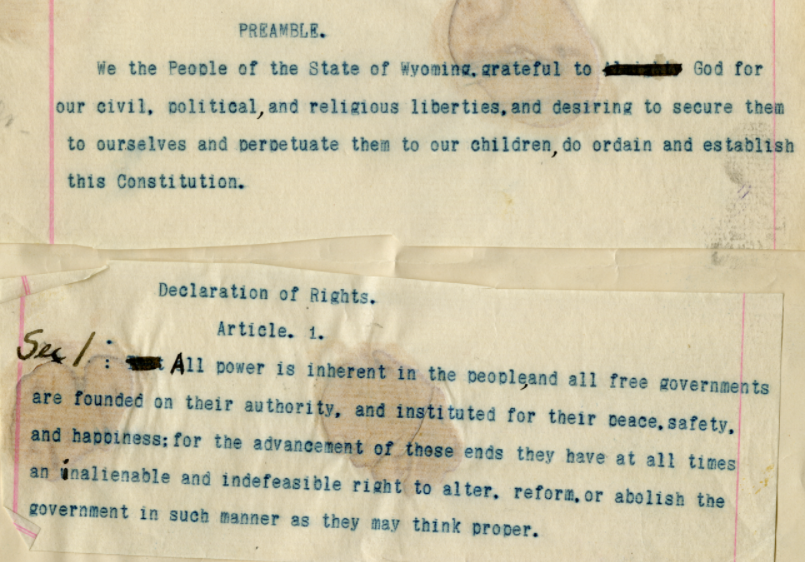 PREAMBLE.
We the People of the State of Wyoming, grateful to God for
our civil, political, and religious liberties, and desiring to secure them
to ourselves and perpetuate them to our children, do ordain and establish
this Constitution.
Declaration of Rights.
Article. 1.
Sec 1 : All power is inherent in the people, and all free governments
are founded on their authority, and instituted for their peace, safety,
and happiness; for the advancement of these ends they have at all times
an inalienable and indefeasible right to alter, reform, or abolish the
government in such manner as they may think proper.